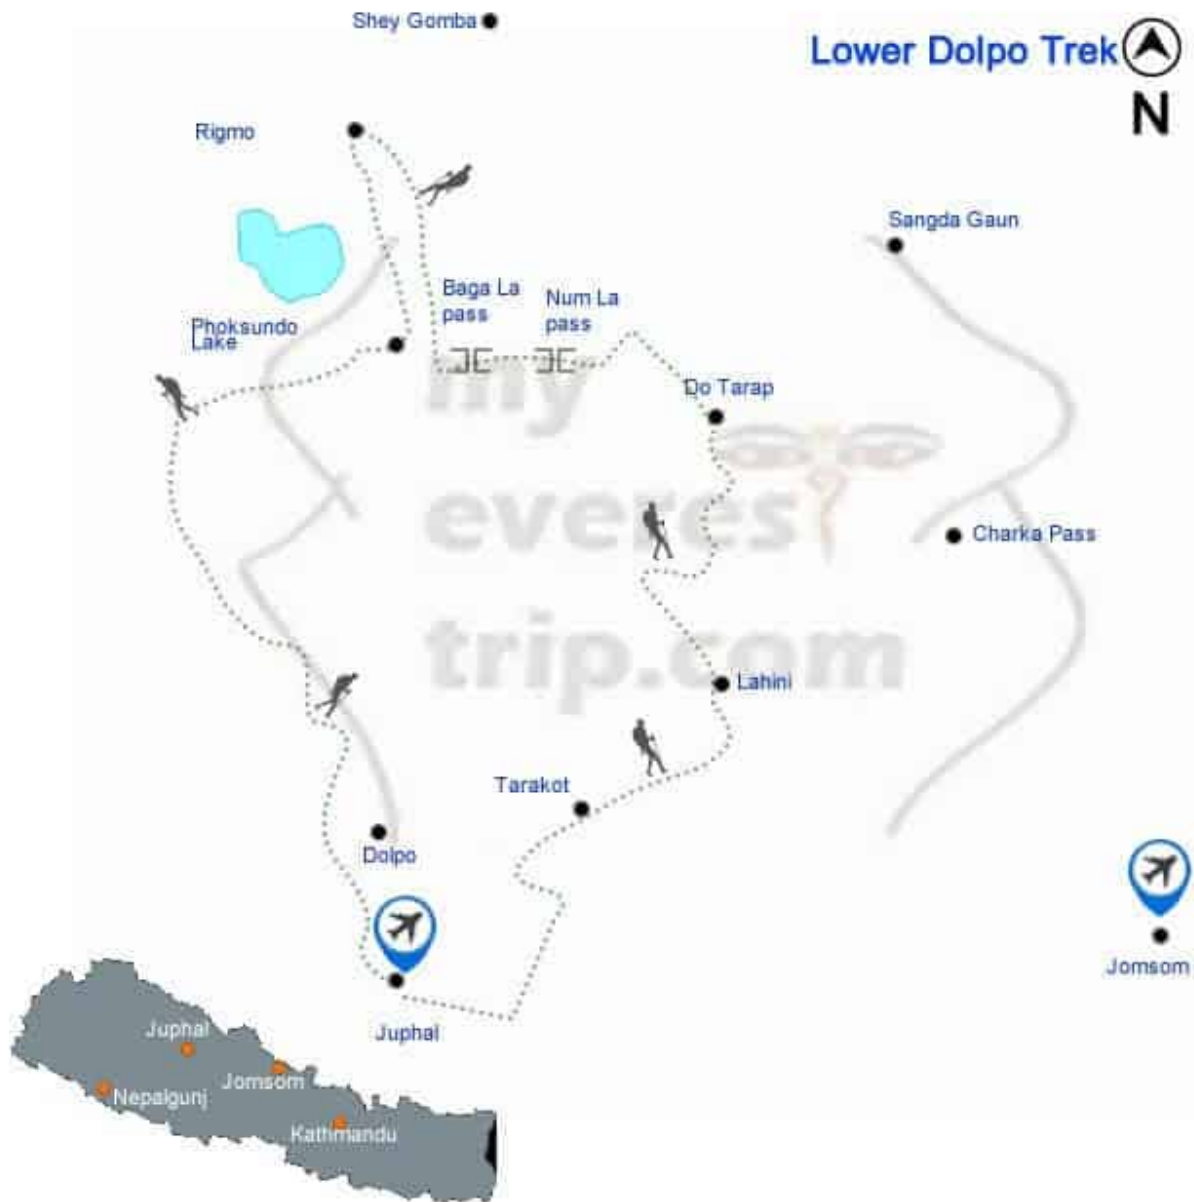 Shey Gomba
Lower Dolpo Trek
N
Rigmo
Sangda Gaun
Baga La
pass
Num La
pass
Phoksundo
Lake
Do Tarap
my
everest
trip.com
Charka Pass
Lahini
Tarakot
Dolpo
Jomsom
Juphal
Juphal
Jomsom
Nepalgunj
Kathmandu